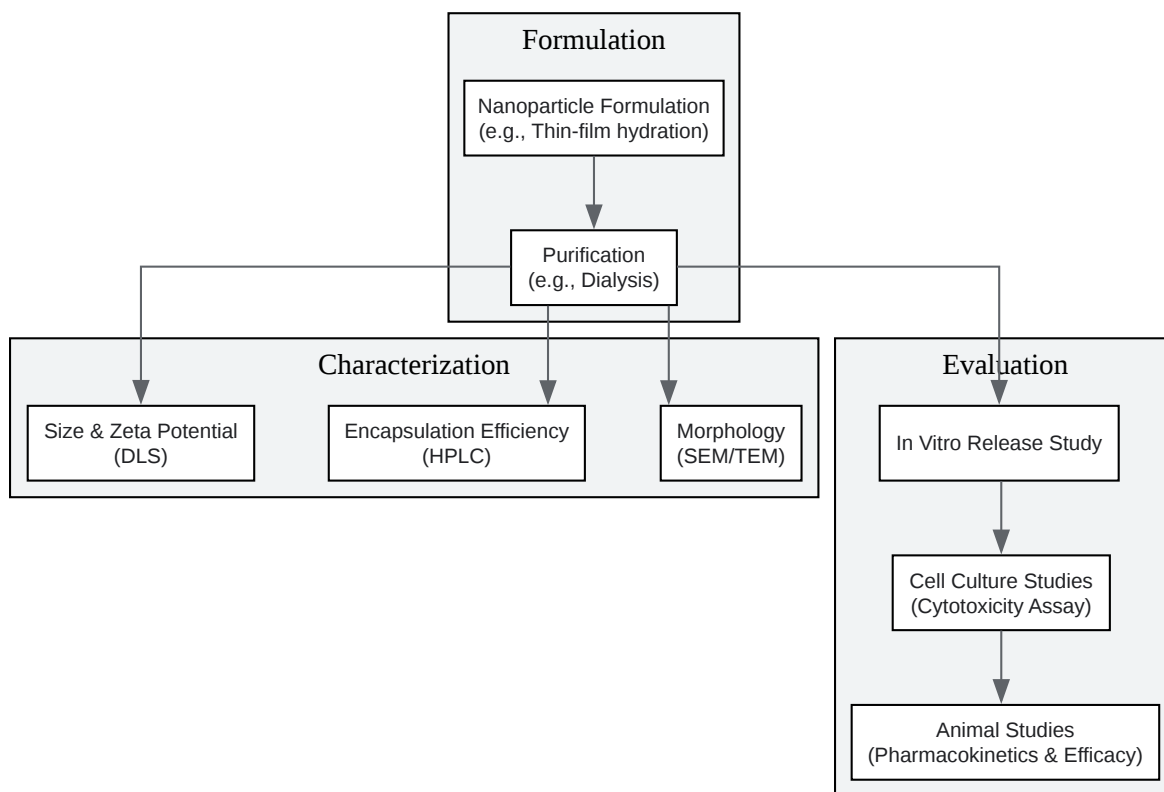 Formulation
Nanoparticle Formulation
(e.g., Thin-film hydration)
Purification
(e.g., Dialysis)
Characterization
Size & Zeta Potential
(DLS)
Encapsulation Efficiency
(HPLC)
Morphology
(SEM/TEM)
Evaluation
In Vitro Release Study
Cell Culture Studies
(Cytotoxicity Assay)
Animal Studies
(Pharmacokinetics & Efficacy)